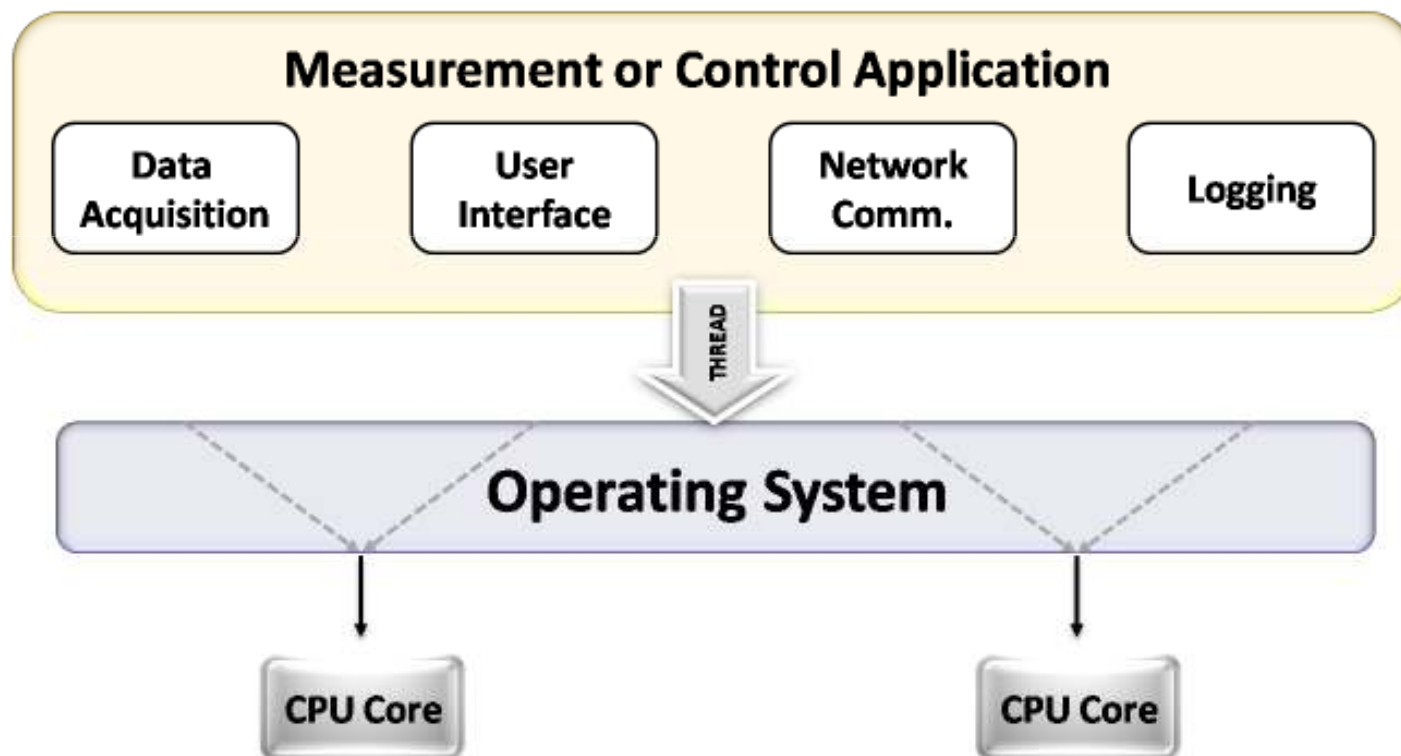 Measurement or Control Application
Data
Acquisition
User
Interface
Network
Comm.
Logging
THREAD
Operating System
CPU Core
CPU Core